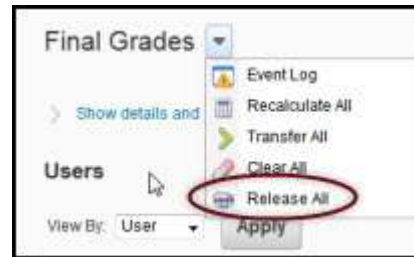 Final Grades
Event Log
Recalculate All
Show details and
Transfer All
Users
Clear All
Release All
View By: User
Apply